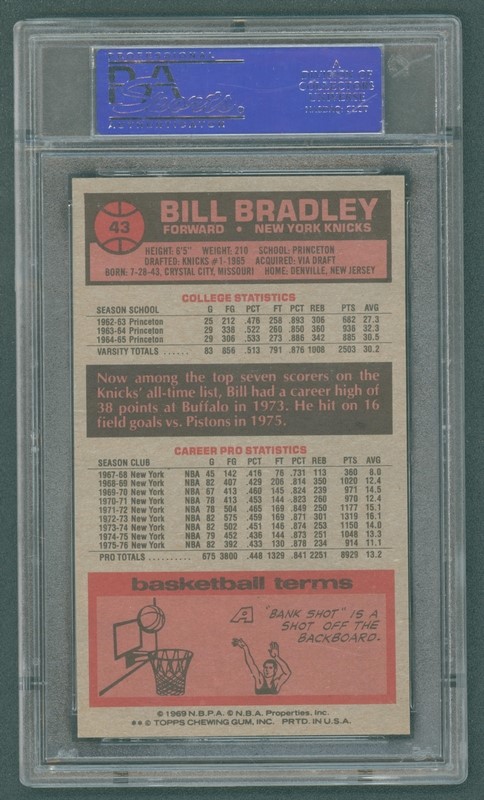 PROFESSIONAL
PSA
Sports
AUTHENTICATOR
A
DIVISION OF
COLLECTORS
UNIVERSE
NASDAQ: CLCT
43
BILL BRADLEY
FORWARD • NEW YORK KNICKS
HEIGHT: 6'5" WEIGHT: 210 SCHOOL: PRINCETON
DRAFTED: KNICKS #1-1965 ACQUIRED: VIA DRAFT
BORN: 7-28-43, CRYSTAL CITY, MISSOURI HOME: DENVILLE, NEW JERSEY
COLLEGE STATISTICS
SEASON SCHOOL G FG PCT FT PCT REB PTS AVG
1962-63 Princeton 25 212 .476 258 .893 306 682 27.3
1963-64 Princeton 29 338 .522 260 .850 360 936 32.3
1964-65 Princeton 29 306 .533 273 .886 342 885 30.5
VARSITY TOTALS ...... 83 856 .513 791 .876 1008 2503 30.2
Now among the top seven scorers on the
Knicks' all-time list, Bill had a career high of
38 points at Buffalo in 1973. He hit on 16
field goals vs. Pistons in 1975.
CAREER PRO STATISTICS
SEASON CLUB G FG PCT FT PCT REB PTS AVG
1967-68 New York NBA 45 142 .416 76 .731 113 360 8.0
1968-69 New York NBA 82 407 .429 206 .814 350 1020 12.4
1969-70 New York NBA 67 413 .460 145 .824 239 971 14.5
1970-71 New York NBA 78 413 .453 144 .823 260 970 12.4
1971-72 New York NBA 78 504 .465 169 .849 250 1177 15.1
1972-73 New York NBA 82 575 .459 169 .871 301 1319 16.1
1973-74 New York NBA 82 502 .451 146 .874 253 1150 14.0
1974-75 New York NBA 79 452 .436 144 .873 251 1048 13.3
1975-76 New York NBA 82 392 .433 130 .878 234 914 11.1
PRO TOTALS .......... 675 3800 .448 1329 .841 2251 8929 13.2
basketball terms
A "BANK SHOT" IS A
SHOT OFF THE
BACKBOARD.
© 1969 N.B.P.A. © N.B.A. Properties, Inc.
** © TOPPS CHEWING GUM, INC. PRTD. IN U.S.A.